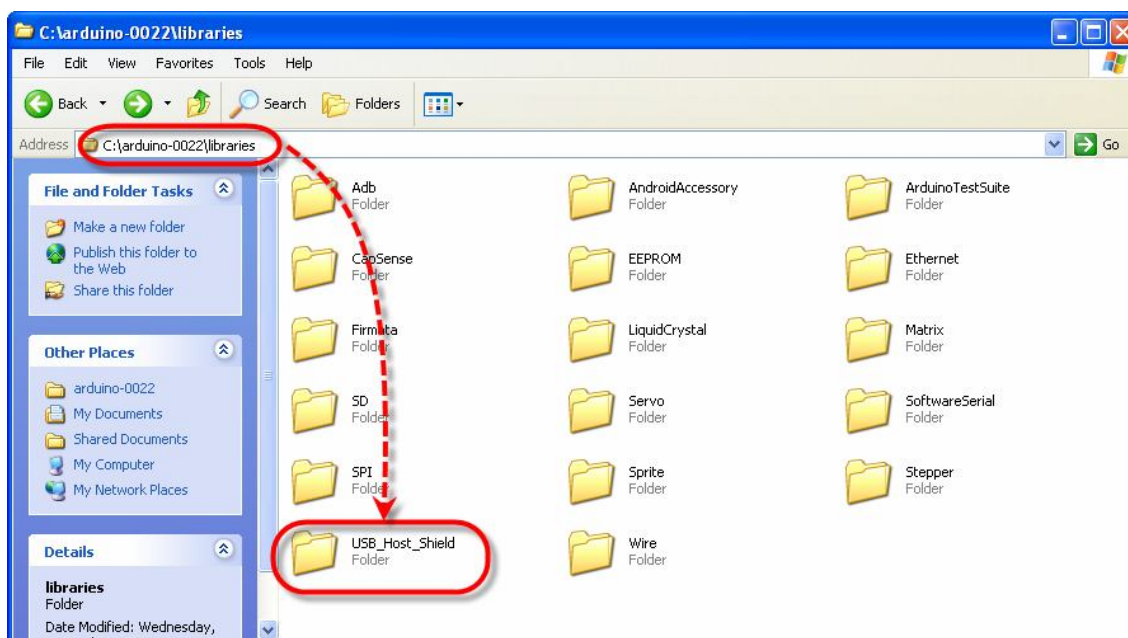 C:\arduino-0022\libraries
File Edit View Favorites Tools Help
Back Search Folders
Address C:\arduino-0022\libraries Go
File and Folder Tasks
Make a new folder
Publish this folder to
the Web
Share this folder
Other Places
arduino-0022
My Documents
Shared Documents
My Computer
My Network Places
Details
libraries
Folder
Date Modified: Wednesday,
Adb AndroidAccessory ArduinoTestSuite
Folder Folder Folder
CapSense EEPROM Ethernet
Folder Folder Folder
Firmata LiquidCrystal Matrix
Folder Folder Folder
SD Servo SoftwareSerial
Folder Folder Folder
SPI Sprite Stepper
Folder Folder Folder
USB_Host_Shield Wire
Folder Folder